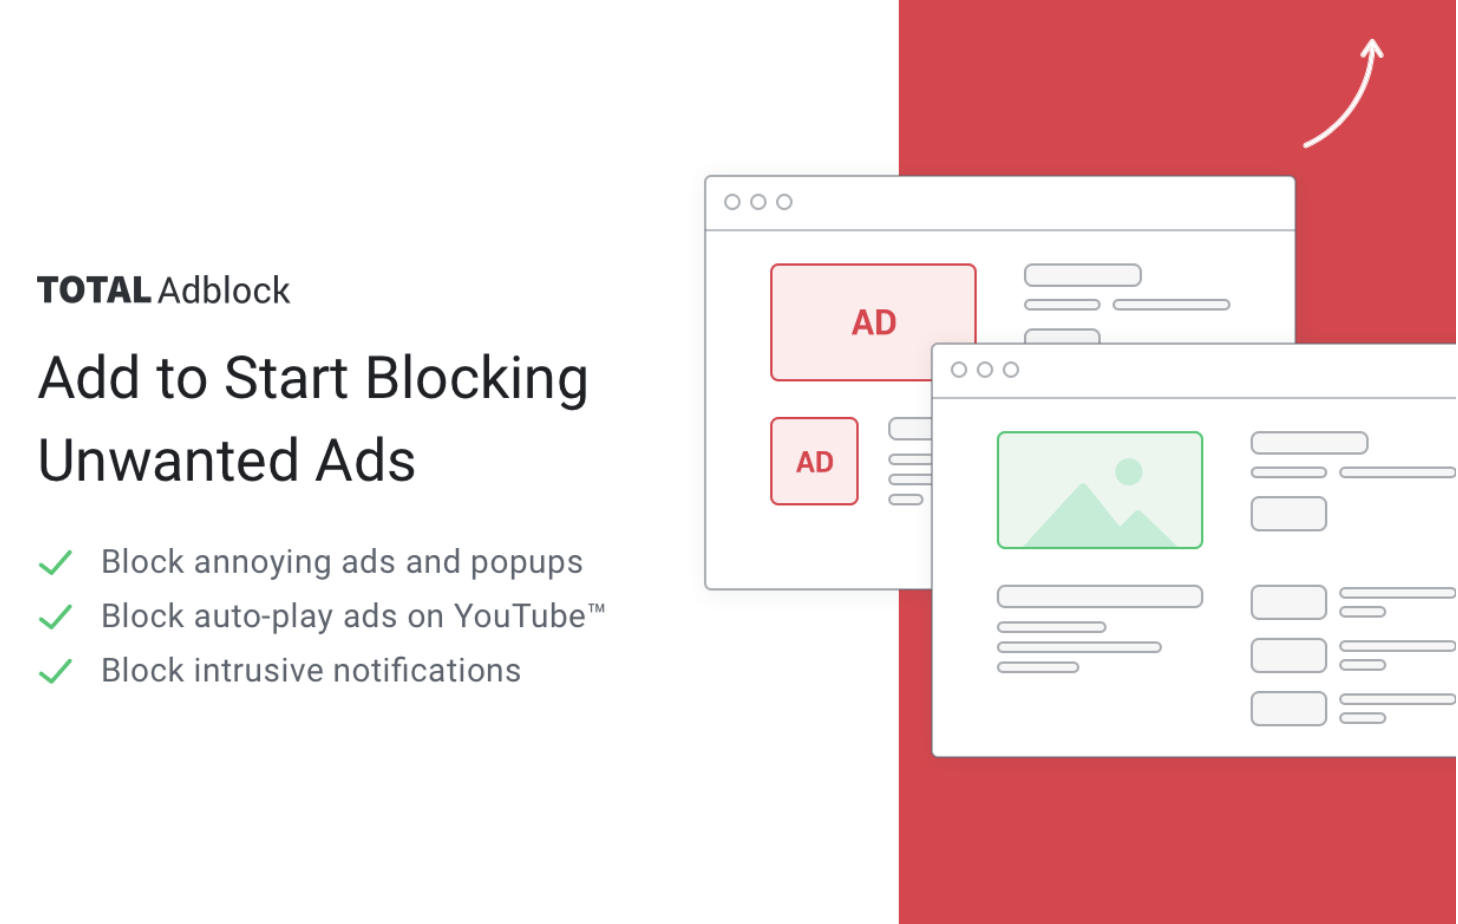 TOTAL Adblock
Add to Start Blocking
Unwanted Ads
Block annoying ads and popups
Block auto-play ads on YouTube™
Block intrusive notifications
AD
AD